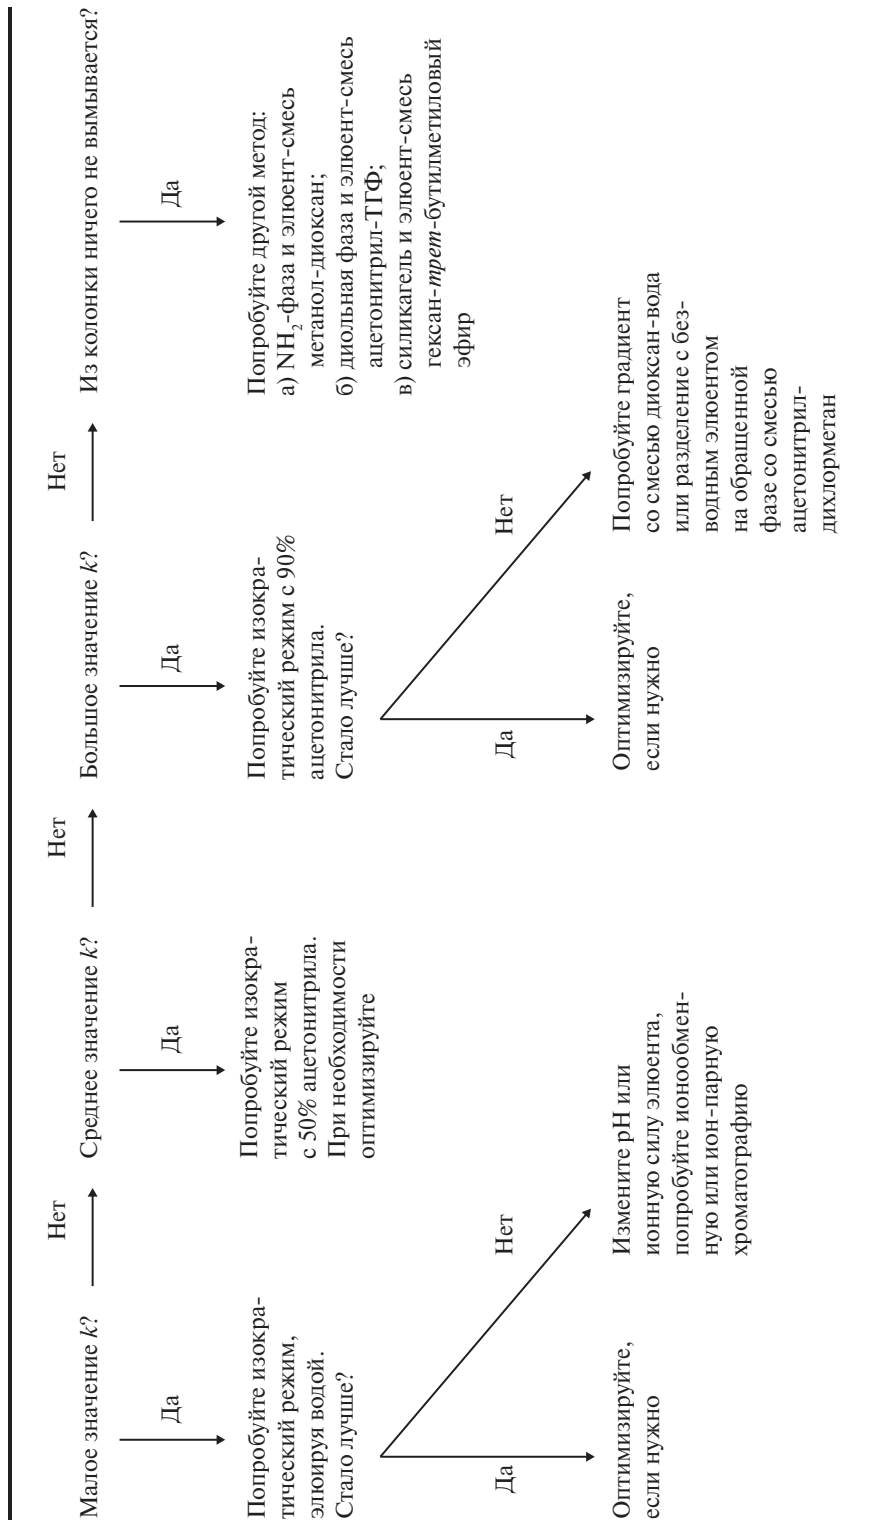 Малое значение k?
Нет
Среднее значение k?
Нет
Большое значение k?
Нет
Из колонки ничего не вымывается?
Да
Да
Да
Да
Попробуйте изокра-
тический режим,
элюируя водой.
Стало лучше?
Попробуйте изокра-
тический режим
с 50% ацетонитрила.
При необходимости
оптимизируйте
Попробуйте изокра-
тический режим с 90%
ацетонитрила.
Стало лучше?
Попробуйте другой метод:
а) NH₂-фаза и элюент-смесь
метанол-диоксан;
б) диольная фаза и элюент-смесь
ацетонитрил-ТГФ;
в) силикагель и элюент-смесь
гексан-трет-бутилметиловый
эфир
Да
Нет
Да
Нет
Оптимизируйте,
если нужно
Измените pH или
ионную силу элюента,
попробуйте ионообмен-
ную или ион-парную
хроматографию
Оптимизируйте,
если нужно
Попробуйте градиент
со смесью диоксан-вода
или разделение с без-
водным элюентом
на обращенной
фазе со смесью
ацетонитрил-
дихлорметан